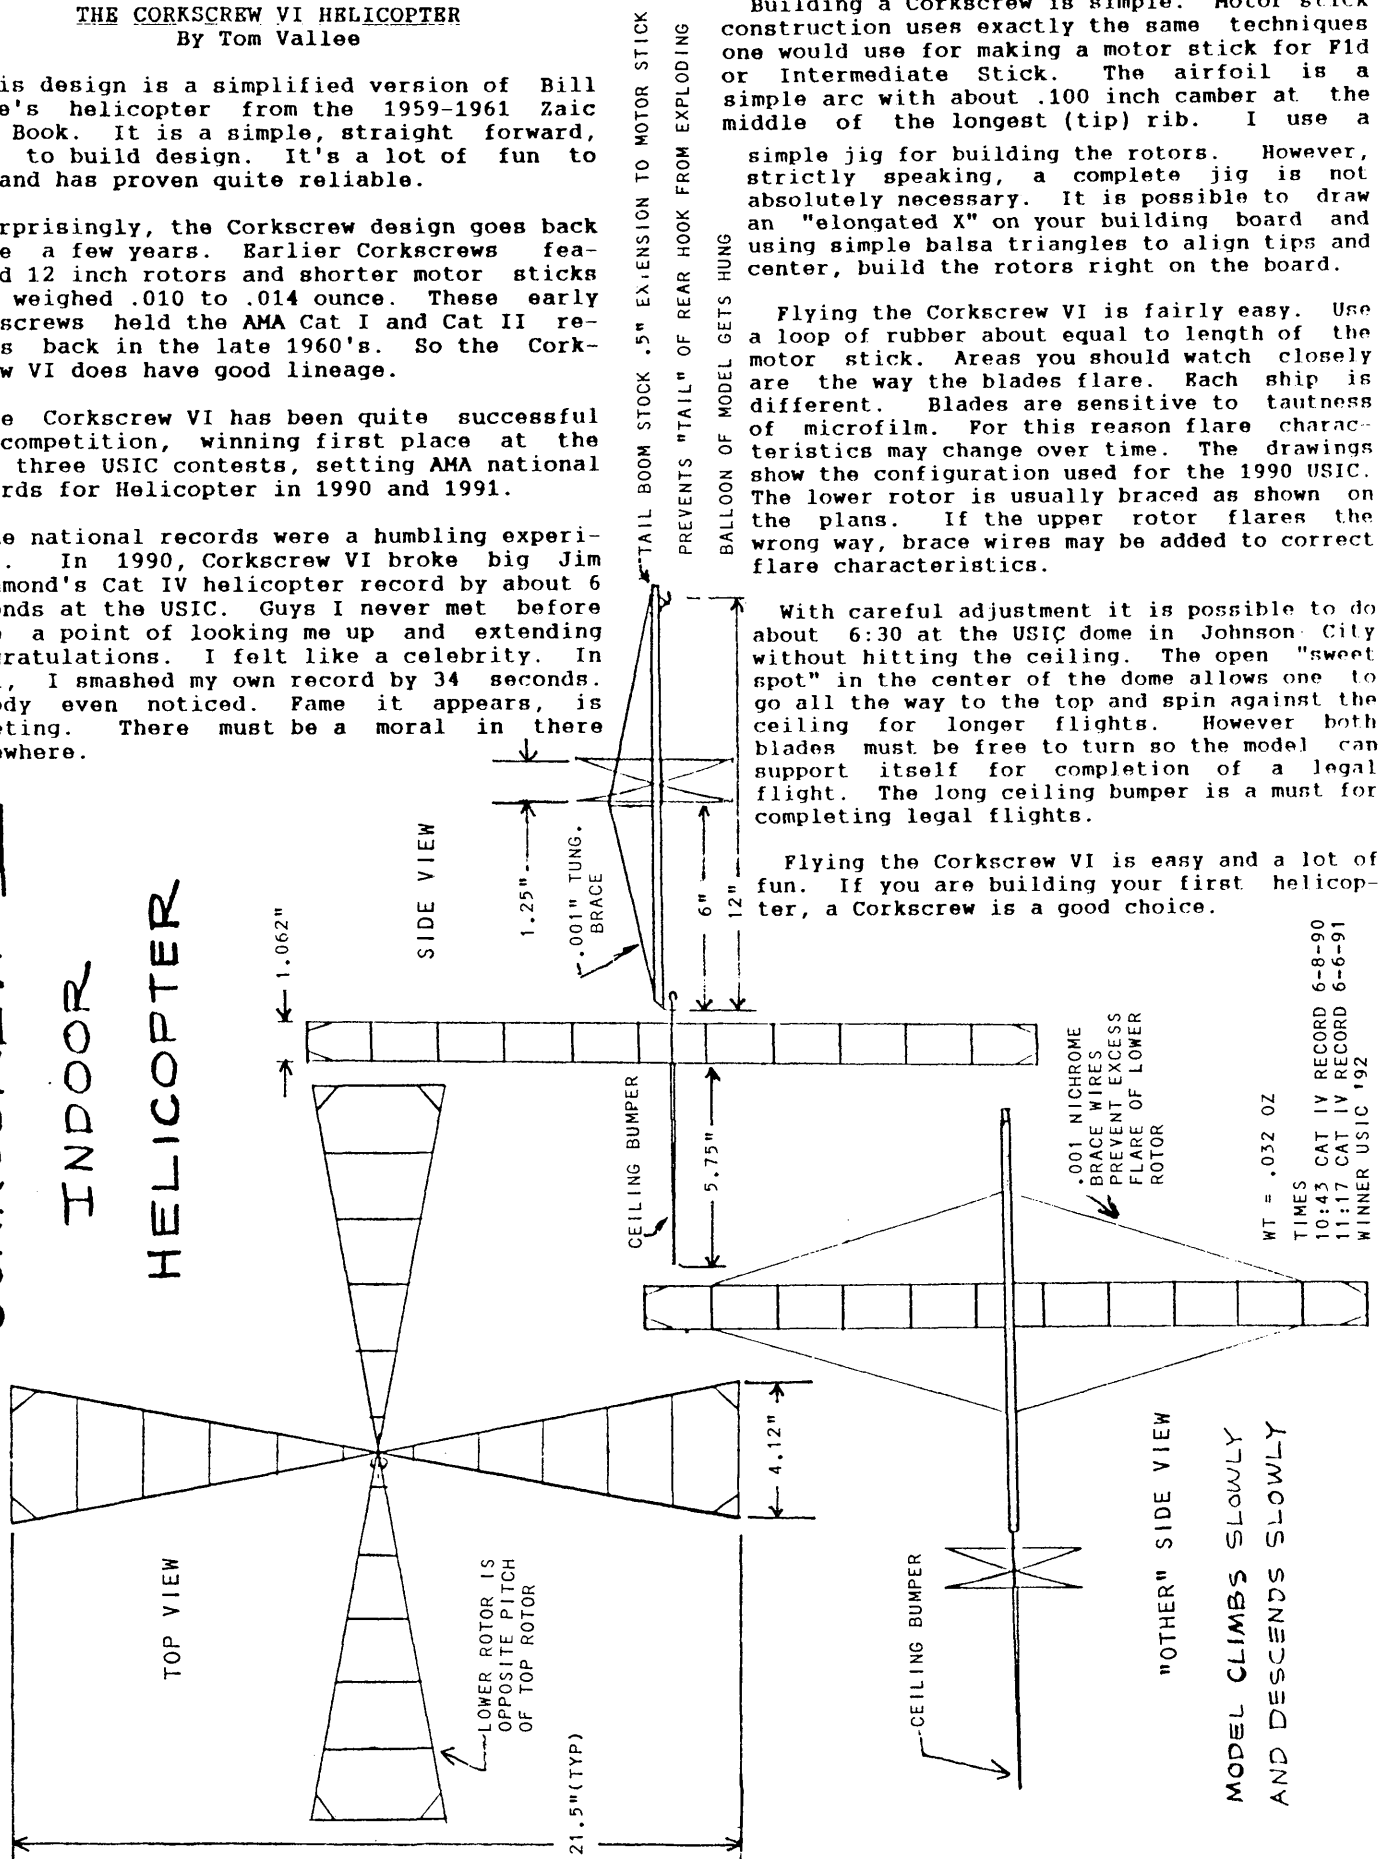 THE CORKSCREW VI HELICOPTER
By Tom Vallee
is design is a simplified version of Bill
e's helicopter from the 1959-1961 Zaic
Book. It is a simple, straight forward,
to build design. It's a lot of fun to
and has proven quite reliable.
rprisingly, the Corkscrew design goes back
e a few years. Earlier Corkscrews fea-
d 12 inch rotors and shorter motor sticks
weighed .010 to .014 ounce. These early
screws held the AMA Cat I and Cat II re-
s back in the late 1960's. So the Cork-
w VI does have good lineage.
e Corkscrew VI has been quite successful
competition, winning first place at the
three USIC contests, setting AMA national
rds for Helicopter in 1990 and 1991.
e national records were a humbling experi-
. In 1990, Corkscrew VI broke big Jim
mond's Cat IV helicopter record by about 6
onds at the USIC. Guys I never met before
a point of looking me up and extending
gratulations. I felt like a celebrity. In
, I smashed my own record by 34 seconds.
dy even noticed. Fame it appears, is
eting. There must be a moral in there
ewhere.
Building a Corkscrew is simple. Motor stick
construction uses exactly the same techniques
one would use for making a motor stick for F1d
or Intermediate Stick. The airfoil is a
simple arc with about .100 inch camber at the
middle of the longest (tip) rib. I use a
simple jig for building the rotors. However,
strictly speaking, a complete jig is not
absolutely necessary. It is possible to draw
an "elongated X" on your building board and
using simple balsa triangles to align tips and
center, build the rotors right on the board.
Flying the Corkscrew VI is fairly easy. Use
a loop of rubber about equal to length of the
motor stick. Areas you should watch closely
are the way the blades flare. Each ship is
different. Blades are sensitive to tautness
of microfilm. For this reason flare charac-
teristics may change over time. The drawings
show the configuration used for the 1990 USIC.
The lower rotor is usually braced as shown on
the plans. If the upper rotor flares the
wrong way, brace wires may be added to correct
flare characteristics.
With careful adjustment it is possible to do
about 6:30 at the USIC dome in Johnson City
without hitting the ceiling. The open "sweet
spot" in the center of the dome allows one to
go all the way to the top and spin against the
ceiling for longer flights. However both
blades must be free to turn so the model can
support itself for completion of a legal
flight. The long ceiling bumper is a must for
completing legal flights.
Flying the Corkscrew VI is easy and a lot of
fun. If you are building your first helicop-
ter, a Corkscrew is a good choice.
TAIL BOOM STOCK .5" EXTENSION TO MOTOR STICK
PREVENTS "TAIL" OF REAR HOOK FROM EXPLODING
BALLOON OF MODEL GETS HUNG
INDOOR
HELICOPTER
SIDE VIEW
1.25"
.001" TUNG.
BRACE
6"
12"
1.062"
CEILING BUMPER
5.75"
.001 NICHROME
BRACE WIRES
PREVENT EXCESS
FLARE OF LOWER
ROTOR
WT = .032 OZ
TIMES
10:43 CAT IV RECORD 6-8-90
11:17 CAT IV RECORD 6-6-91
WINNER USIC '92
TOP VIEW
4.12"
LOWER ROTOR IS
OPPOSITE PITCH
OF TOP ROTOR
21.5"(TYP)
CEILING BUMPER
"OTHER" SIDE VIEW
MODEL CLIMBS SLOWLY
AND DESCENDS SLOWLY